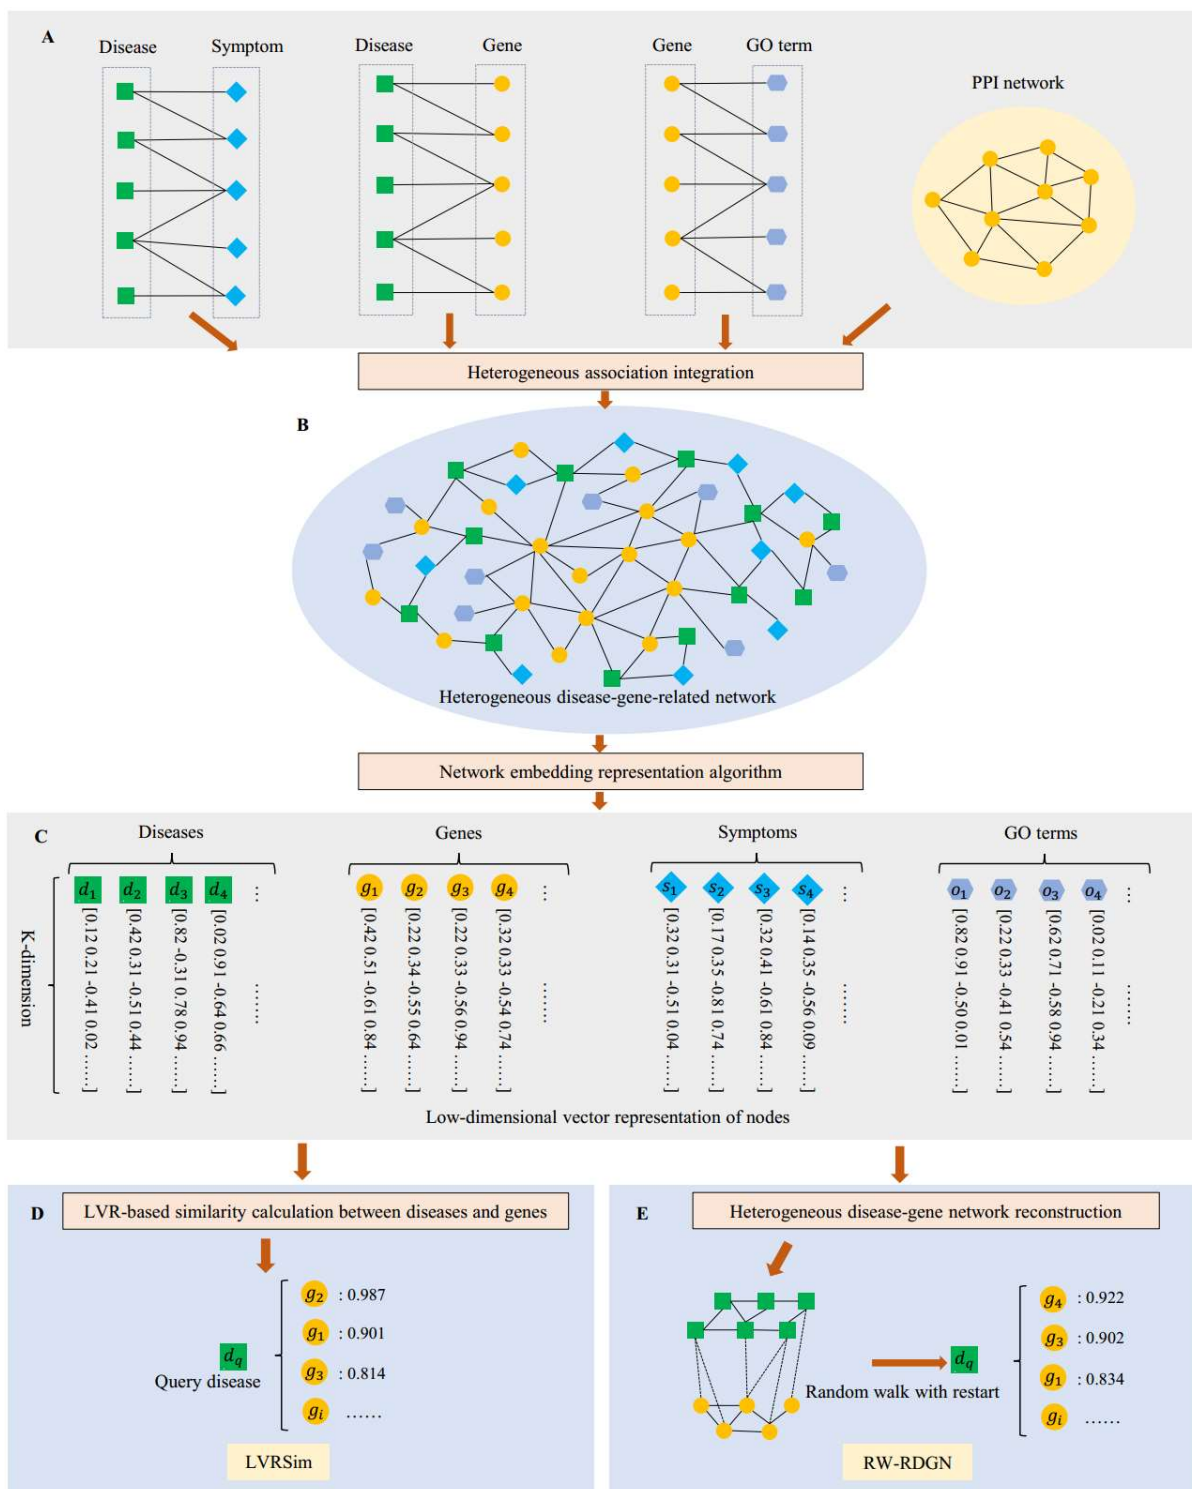 A
Disease
Symptom
Disease
Gene
Gene
GO term
PPI network
Heterogeneous association integration
B
Heterogeneous disease-gene-related network
Network embedding representation algorithm
C
Diseases
Genes
Symptoms
GO terms
d1 d2 d3 d4 ...
g1 g2 g3 g4 ...
s1 s2 s3 s4 ...
o1 o2 o3 o4 ...
K-dimension
[0.12 0.21 -0.41 0.02 ......]
[0.42 0.31 -0.51 0.44 ......]
[0.82 -0.31 0.78 0.94 ......]
[0.02 0.91 -0.64 0.66 ......]
......
[0.42 0.51 -0.61 0.84 ......]
[0.22 0.34 -0.55 0.64 ......]
[0.22 0.33 -0.56 0.94 ......]
[0.32 0.33 -0.54 0.74 ......]
......
[0.32 0.31 -0.51 0.04 ......]
[0.17 0.35 -0.81 0.74 ......]
[0.32 0.41 -0.61 0.84 ......]
[0.14 0.35 -0.56 0.09 ......]
......
[0.82 0.91 -0.50 0.01 ......]
[0.22 0.33 -0.41 0.54 ......]
[0.62 0.71 -0.58 0.94 ......]
[0.02 0.11 -0.21 0.34 ......]
......
Low-dimensional vector representation of nodes
D
LVR-based similarity calculation between diseases and genes
g2 : 0.987
g1 : 0.901
dq
Query disease
g3 : 0.814
gi ......
LVRSim
E
Heterogeneous disease-gene network reconstruction
Random walk with restart
dq
g4 : 0.922
g3 : 0.902
g1 : 0.834
gi ......
RW-RDGN